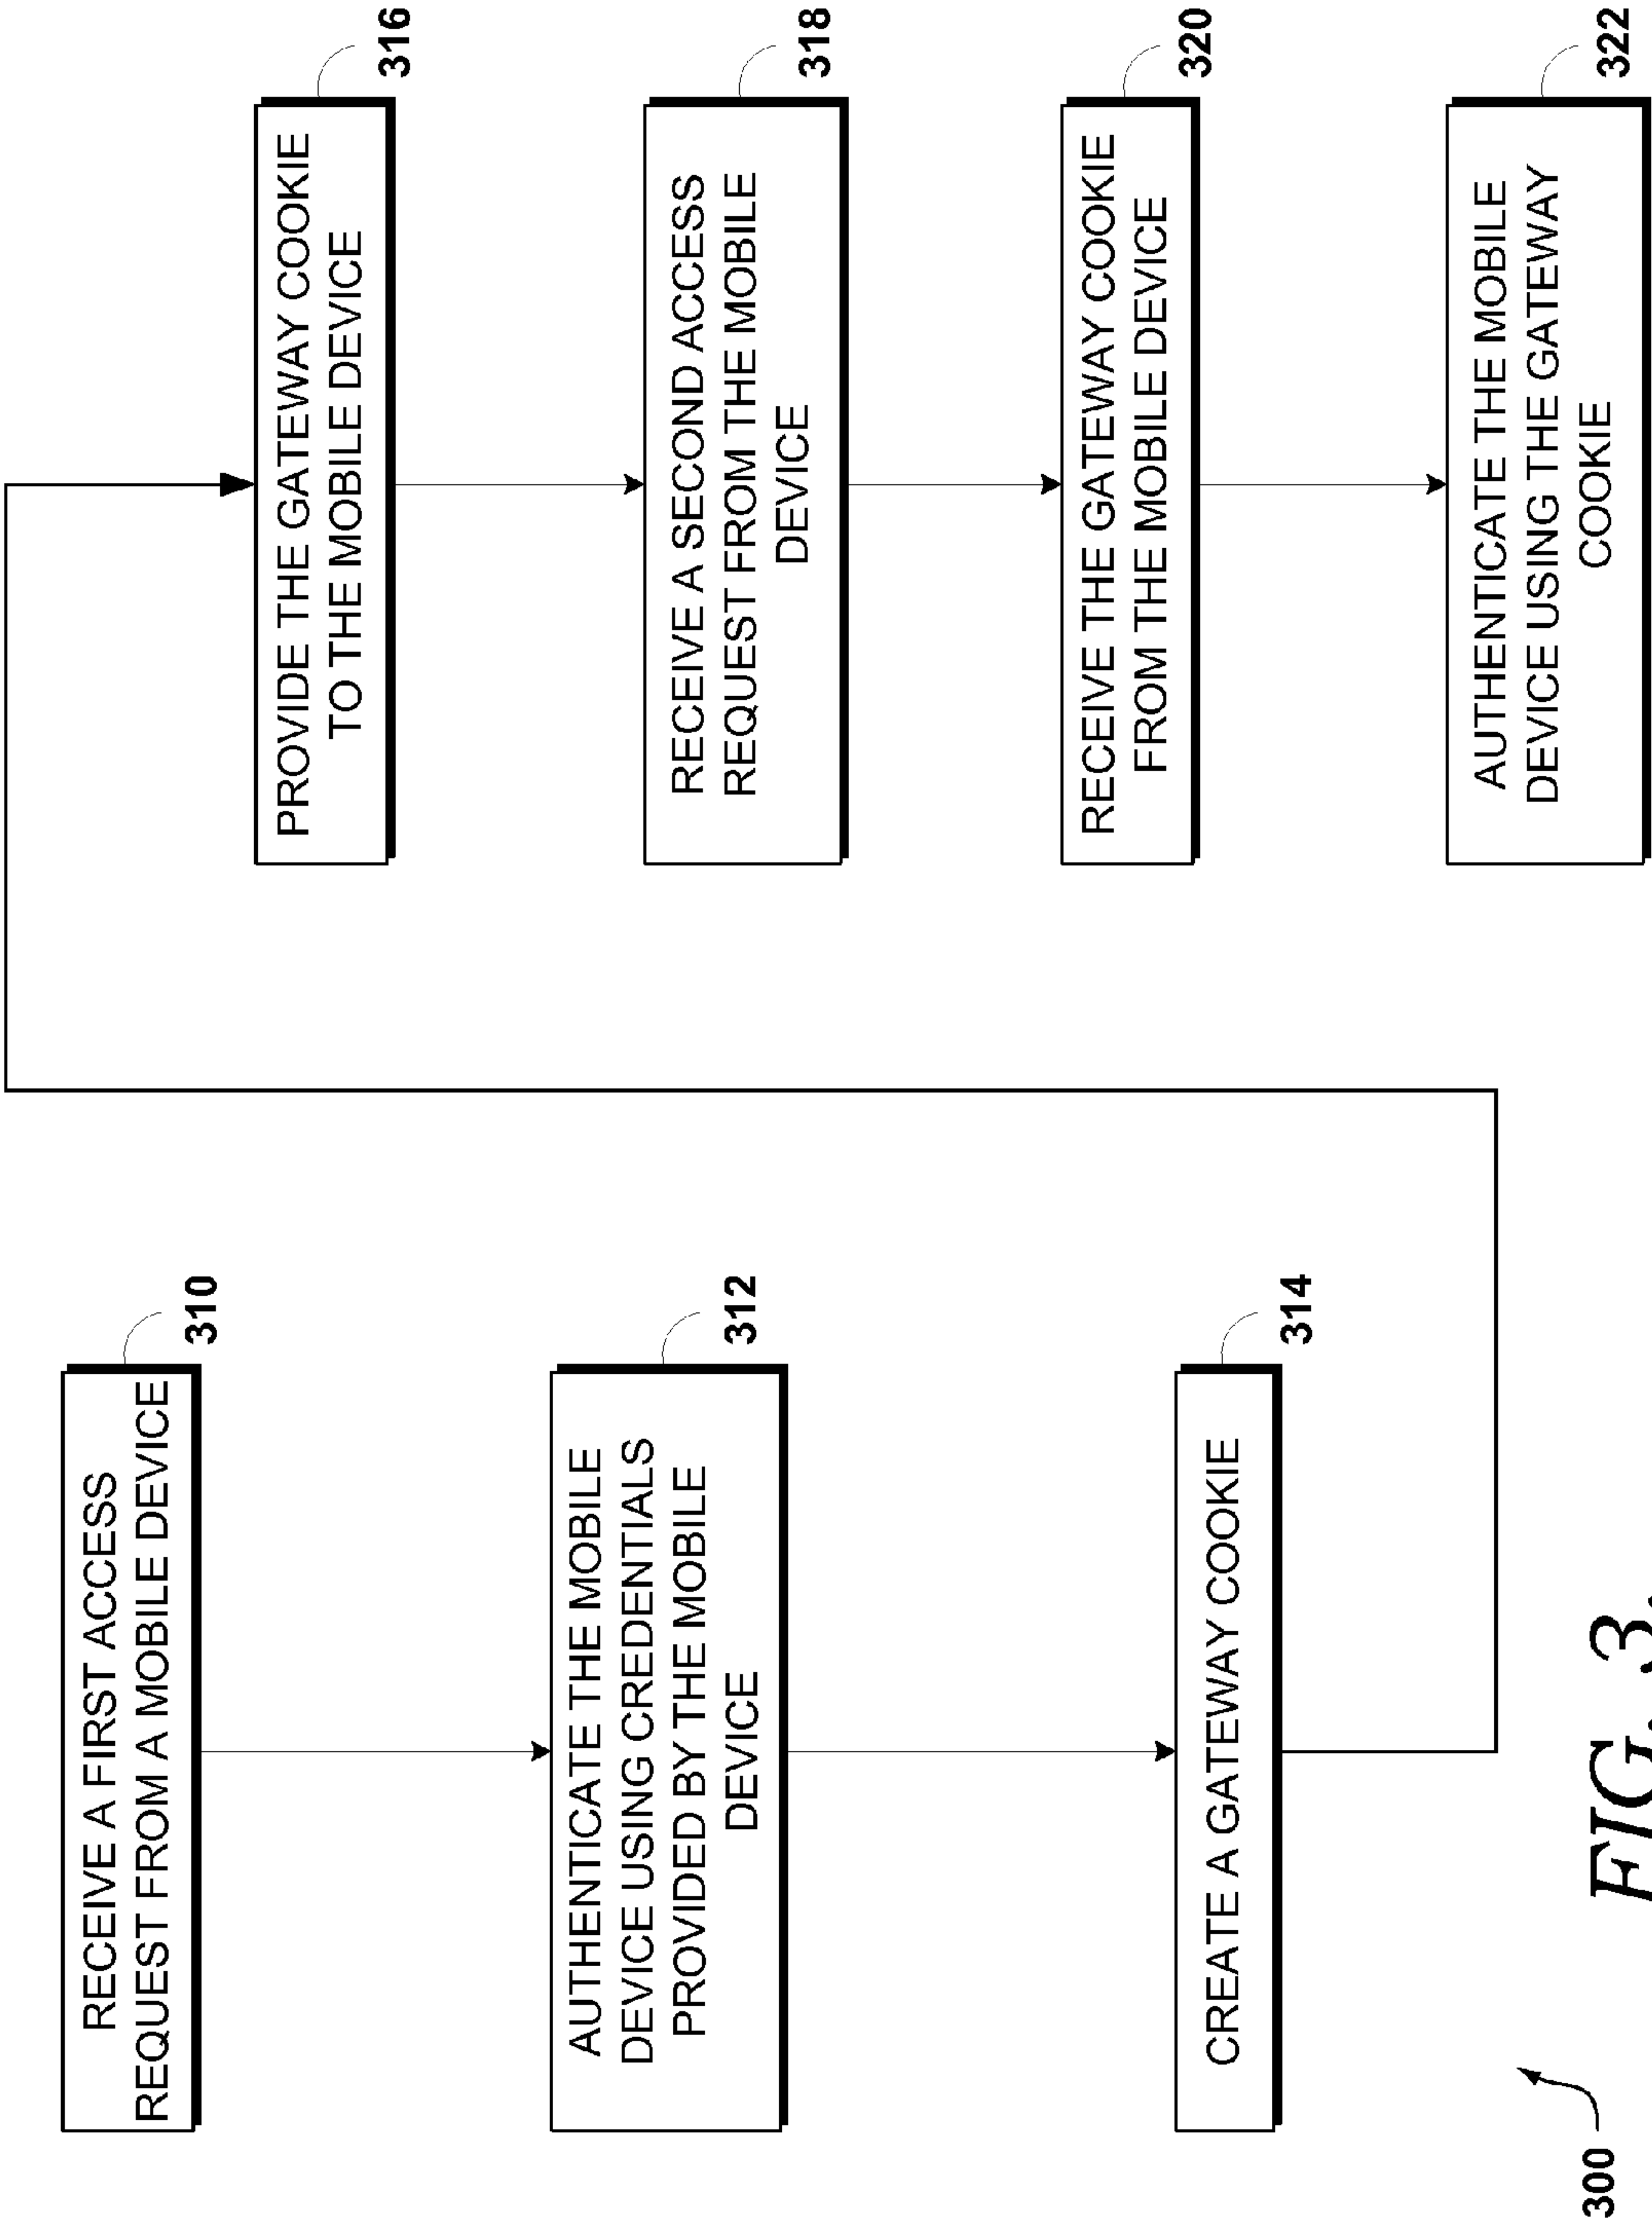 RECEIVE A FIRST ACCESS
REQUEST FROM A MOBILE DEVICE
310
AUTHENTICATE THE MOBILE
DEVICE USING CREDENTIALS
PROVIDED BY THE MOBILE
DEVICE
312
CREATE A GATEWAY COOKIE
314
PROVIDE THE GATEWAY COOKIE
TO THE MOBILE DEVICE
316
RECEIVE A SECOND ACCESS
REQUEST FROM THE MOBILE
DEVICE
318
RECEIVE THE GATEWAY COOKIE
FROM THE MOBILE DEVICE
320
AUTHENTICATE THE MOBILE
DEVICE USING THE GATEWAY
COOKIE
322
300
FIG. 3.